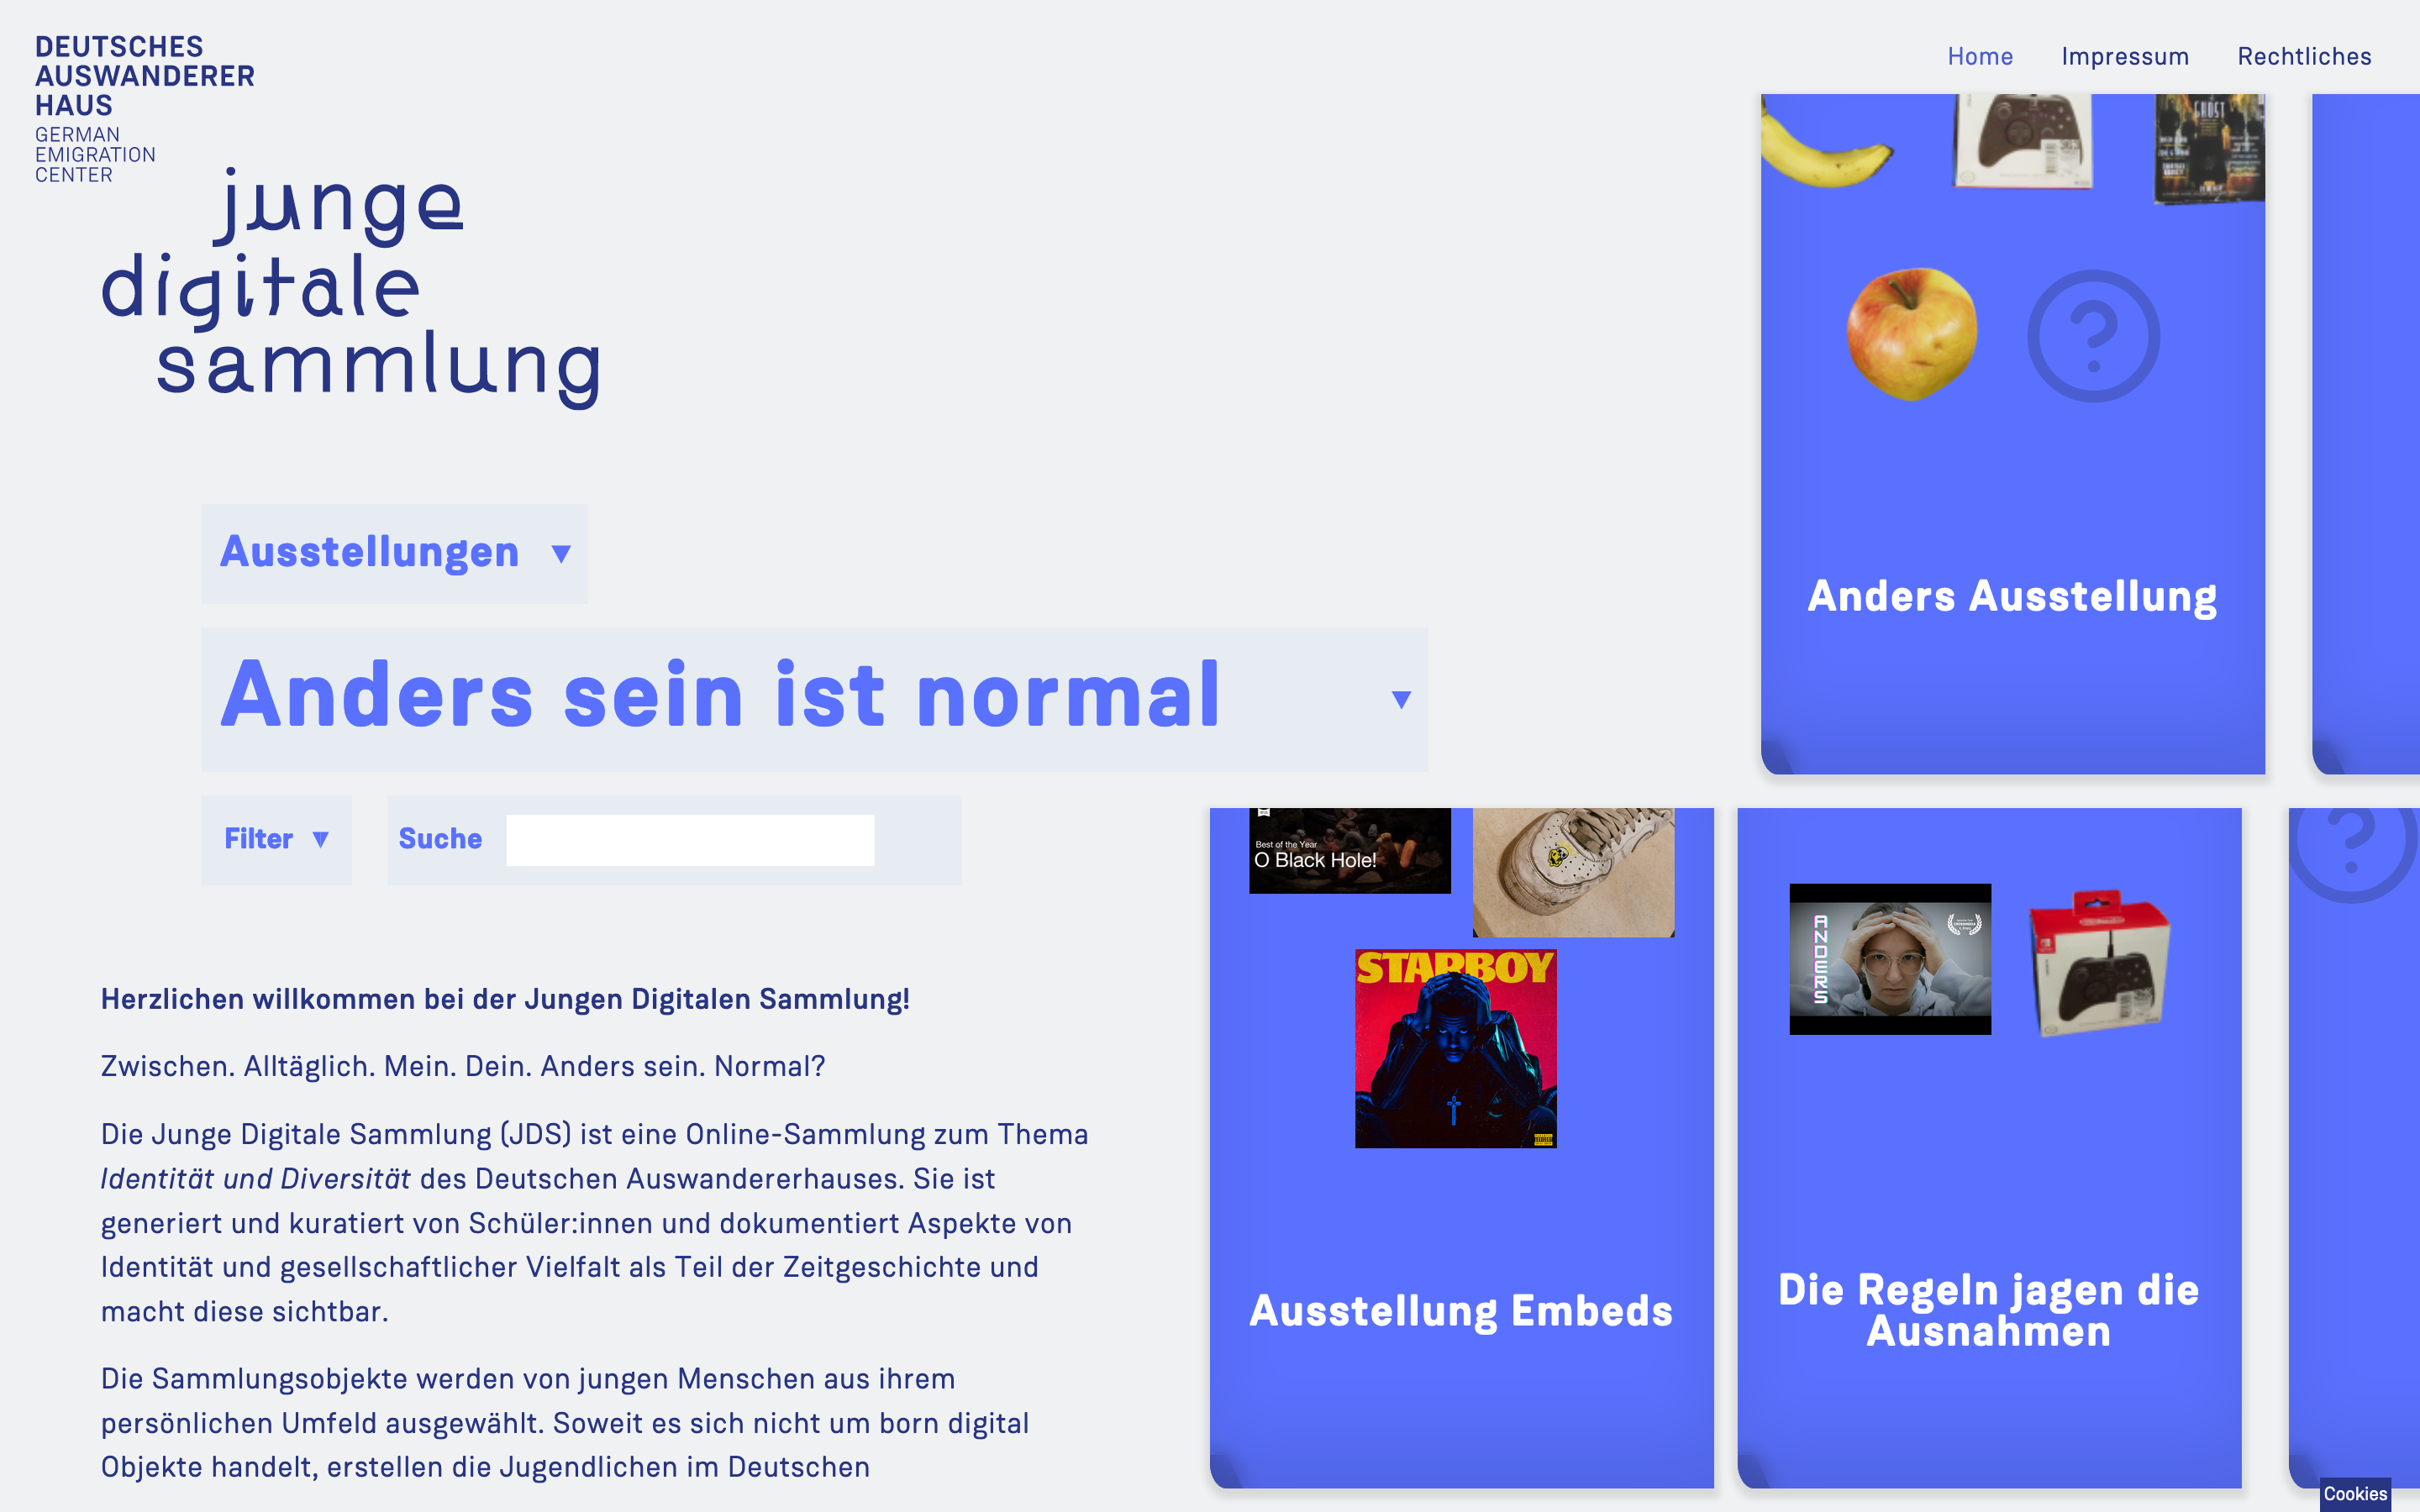 DEUTSCHES
AUSWANDERER
HAUS
GERMAN
EMIGRATION
CENTER
Home Impressum Rechtliches
junge
digitale
sammlung
GHOST
Anders Ausstellung
Ausstellungen ▼
Anders sein ist normal ▼
Filter ▼ Suche
Best of the Year
O Black Hole!
STARBOY
ANDERS
Ausstellung Embeds
Die Regeln jagen die
Ausnahmen
Herzlichen willkommen bei der Jungen Digitalen Sammlung!
Zwischen. Alltäglich. Mein. Dein. Anders sein. Normal?
Die Junge Digitale Sammlung (JDS) ist eine Online-Sammlung zum Thema
Identität und Diversität des Deutschen Auswandererhauses. Sie ist
generiert und kuratiert von Schüler:innen und dokumentiert Aspekte von
Identität und gesellschaftlicher Vielfalt als Teil der Zeitgeschichte und
macht diese sichtbar.
Die Sammlungsobjekte werden von jungen Menschen aus ihrem
persönlichen Umfeld ausgewählt. Soweit es sich nicht um born digital
Objekte handelt, erstellen die Jugendlichen im Deutschen
Cookies